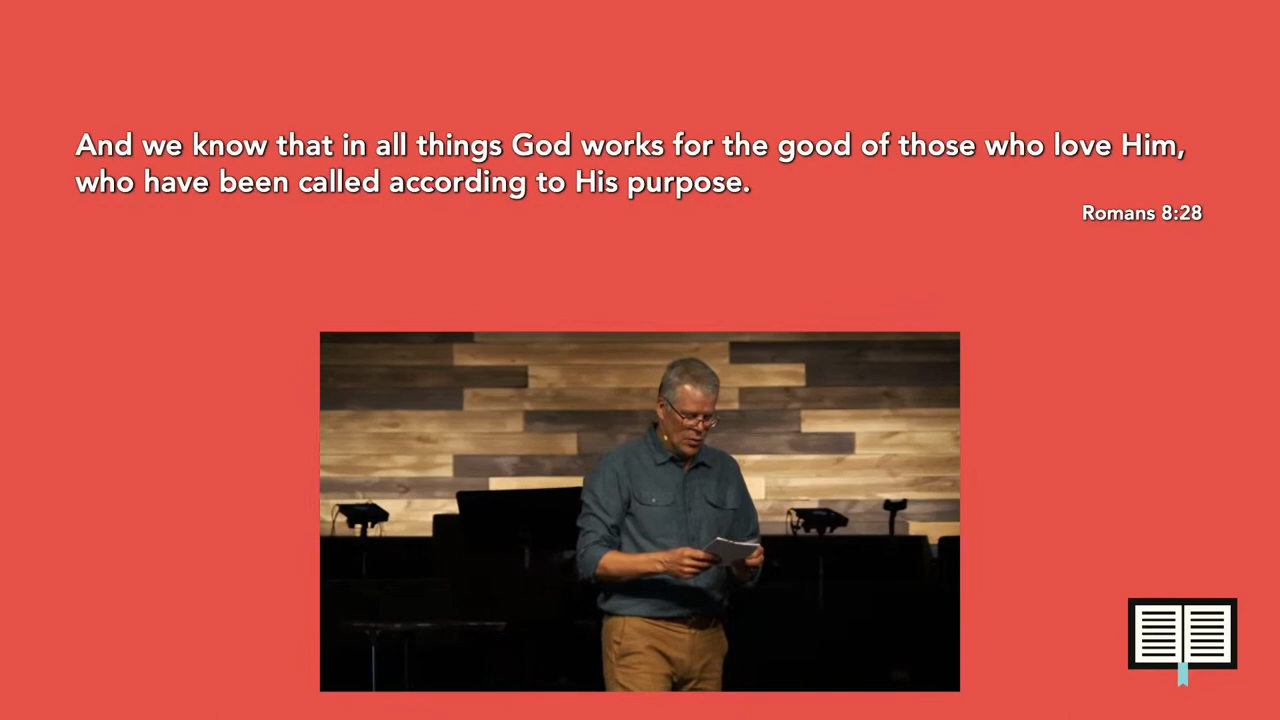 And we know that in all things God works for the good of those who love Him,
who have been called according to His purpose.
Romans 8:28